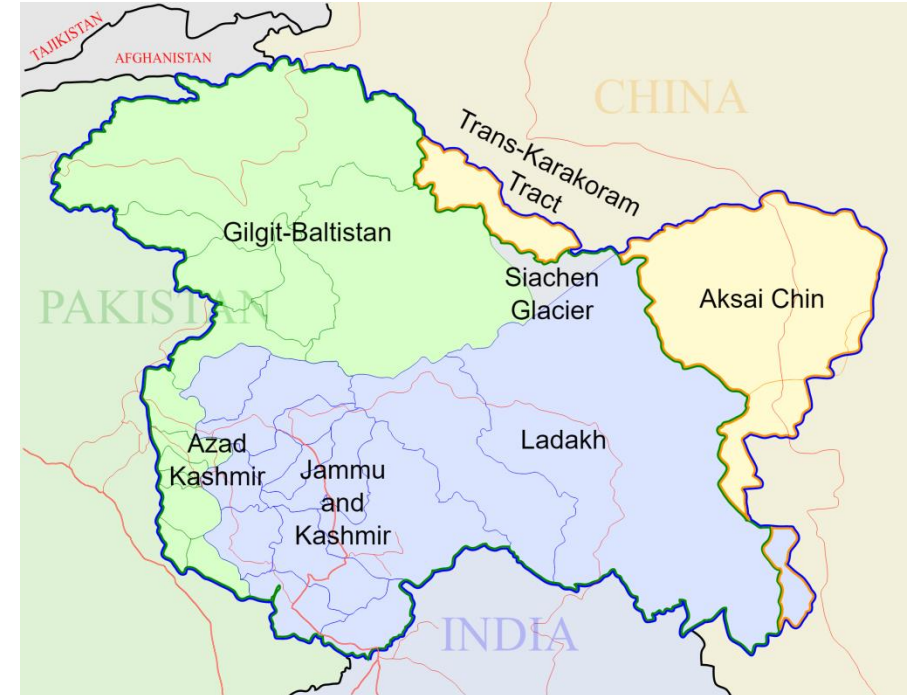 TAJIKISTAN
AFGHANISTAN
CHINA
Trans-Karakoram
Tract
Gilgit-Baltistan
Siachen
Glacier
Aksai Chin
PAKISTAN
Azad
Kashmir
Jammu
and
Kashmir
Ladakh
INDIA